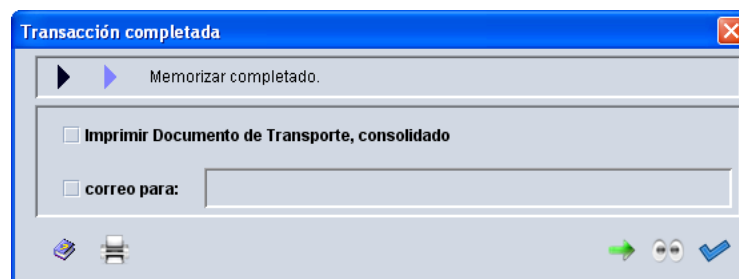 Transacción completada
Memorizar completado.
Imprimir Documento de Transporte, consolidado
correo para: